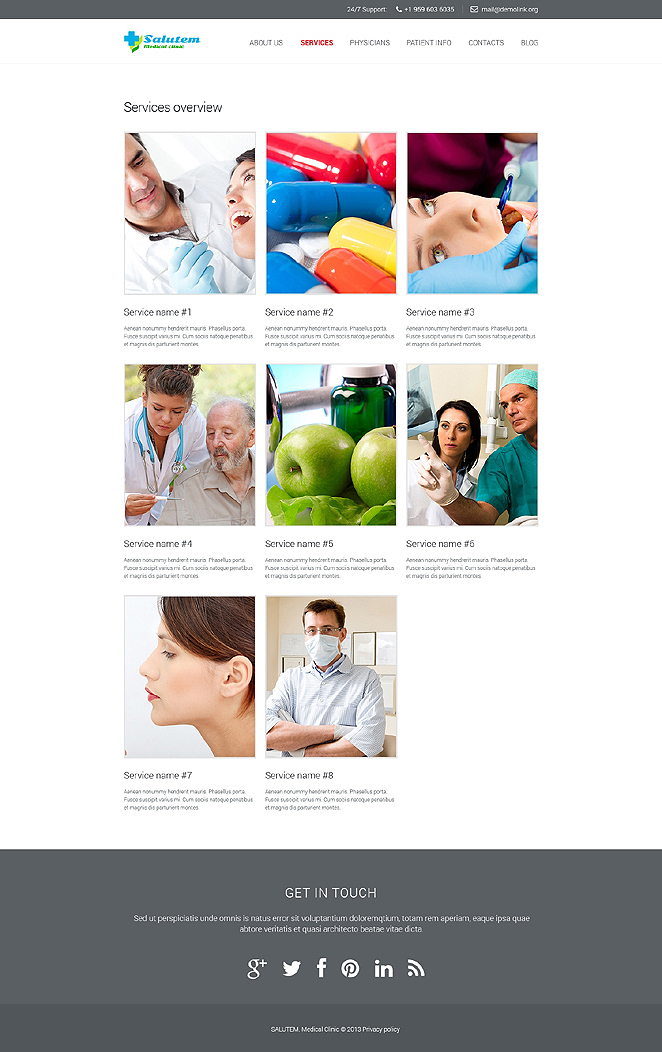 24/7 Support: +1 959 603 6035 mail@demolink.org
Salutem
Medical Clinic
ABOUT US SERVICES PHYSICIANS PATIENT INFO CONTACTS BLOG
Services overview
Service name #1
Aenean nonummy hendrerit mauris. Phasellus porta.
Fusce suscipit varius mi. Cum sociis natoque penatibus
et magnis dis parturient montes.
Service name #2
Aenean nonummy hendrerit mauris. Phasellus porta.
Fusce suscipit varius mi. Cum sociis natoque penatibus
et magnis dis parturient montes.
Service name #3
Aenean nonummy hendrerit mauris. Phasellus porta.
Fusce suscipit varius mi. Cum sociis natoque penatibus
et magnis dis parturient montes.
Service name #4
Aenean nonummy hendrerit mauris. Phasellus porta.
Fusce suscipit varius mi. Cum sociis natoque penatibus
et magnis dis parturient montes.
Service name #5
Aenean nonummy hendrerit mauris. Phasellus porta.
Fusce suscipit varius mi. Cum sociis natoque penatibus
et magnis dis parturient montes.
Service name #6
Aenean nonummy hendrerit mauris. Phasellus porta.
Fusce suscipit varius mi. Cum sociis natoque penatibus
et magnis dis parturient montes.
Service name #7
Aenean nonummy hendrerit mauris. Phasellus porta.
Fusce suscipit varius mi. Cum sociis natoque penatibus
et magnis dis parturient montes.
Service name #8
Aenean nonummy hendrerit mauris. Phasellus porta.
Fusce suscipit varius mi. Cum sociis natoque penatibus
et magnis dis parturient montes.
GET IN TOUCH
Sed ut perspiciatis unde omnis is natus error sit voluptantium doloremqtium, totam rem aperiam, eaque ipsa quae
abtore veritatis et quasi architecto beatae vitae dicta.
SALUTEM. Medical Clinic © 2013 Privacy policy